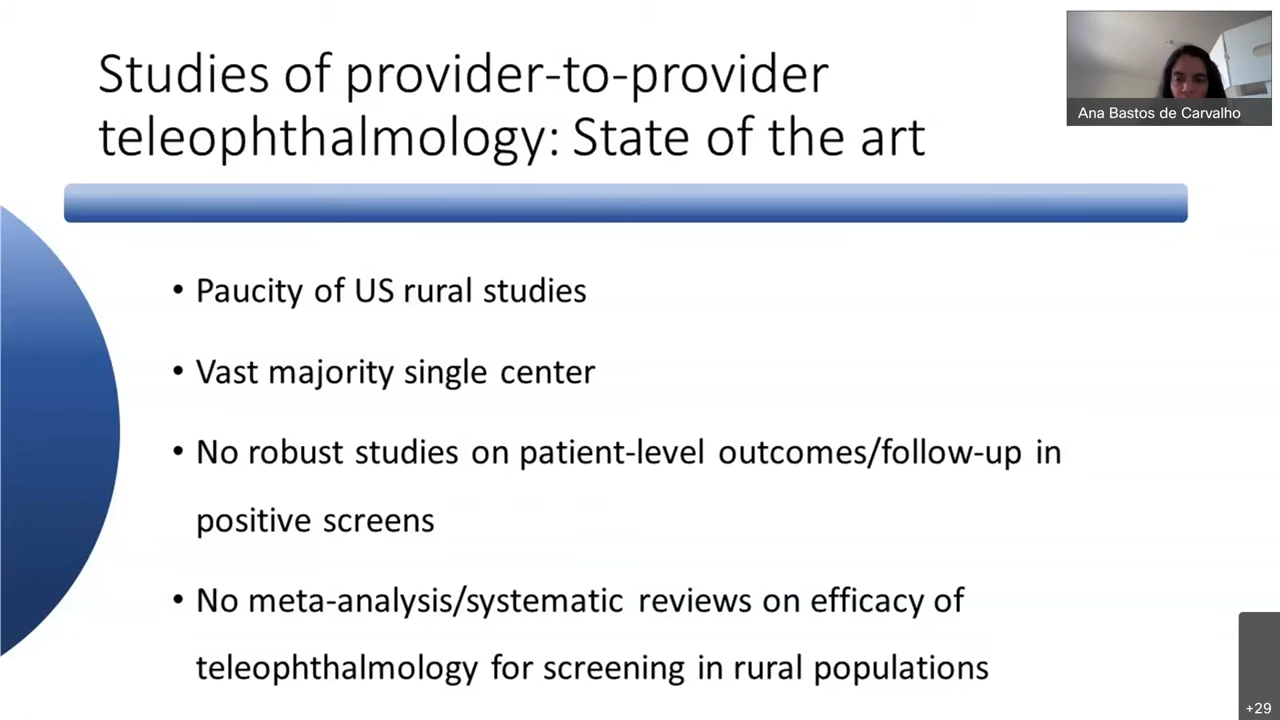 Studies of provider-to-provider
teleophthalmology: State of the art
Ana Bastos de Carvalho
• Paucity of US rural studies
• Vast majority single center
• No robust studies on patient-level outcomes/follow-up in
positive screens
• No meta-analysis/systematic reviews on efficacy of
teleophthalmology for screening in rural populations
+29